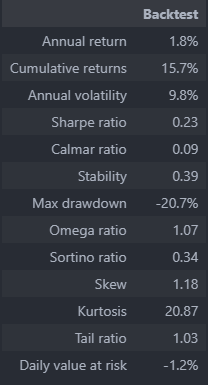 Backtest
Annual return 1.8%
Cumulative returns 15.7%
Annual volatility 9.8%
Sharpe ratio 0.23
Calmar ratio 0.09
Stability 0.39
Max drawdown -20.7%
Omega ratio 1.07
Sortino ratio 0.34
Skew 1.18
Kurtosis 20.87
Tail ratio 1.03
Daily value at risk -1.2%